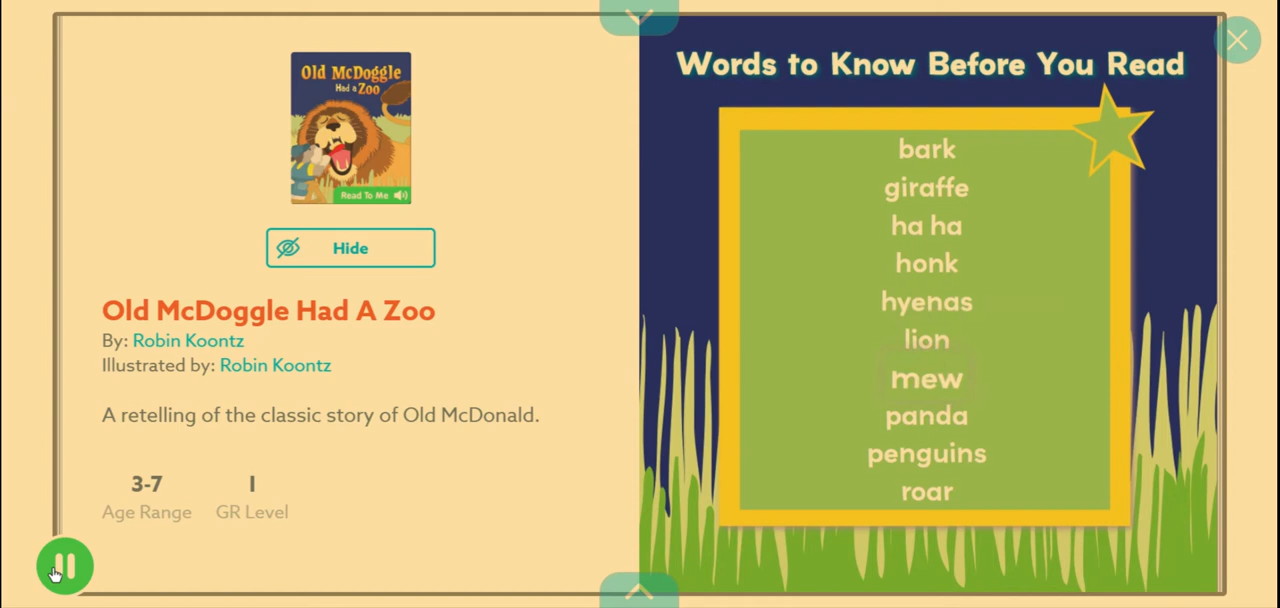 Old McDoggle
Had a Zoo
Read To Me
Hide
Old McDoggle Had A Zoo
By: Robin Koontz
Illustrated by: Robin Koontz
A retelling of the classic story of Old McDonald.
3-7
Age Range
I
GR Level
Words to Know Before You Read
bark
giraffe
ha ha
honk
hyenas
lion
mew
panda
penguins
roar